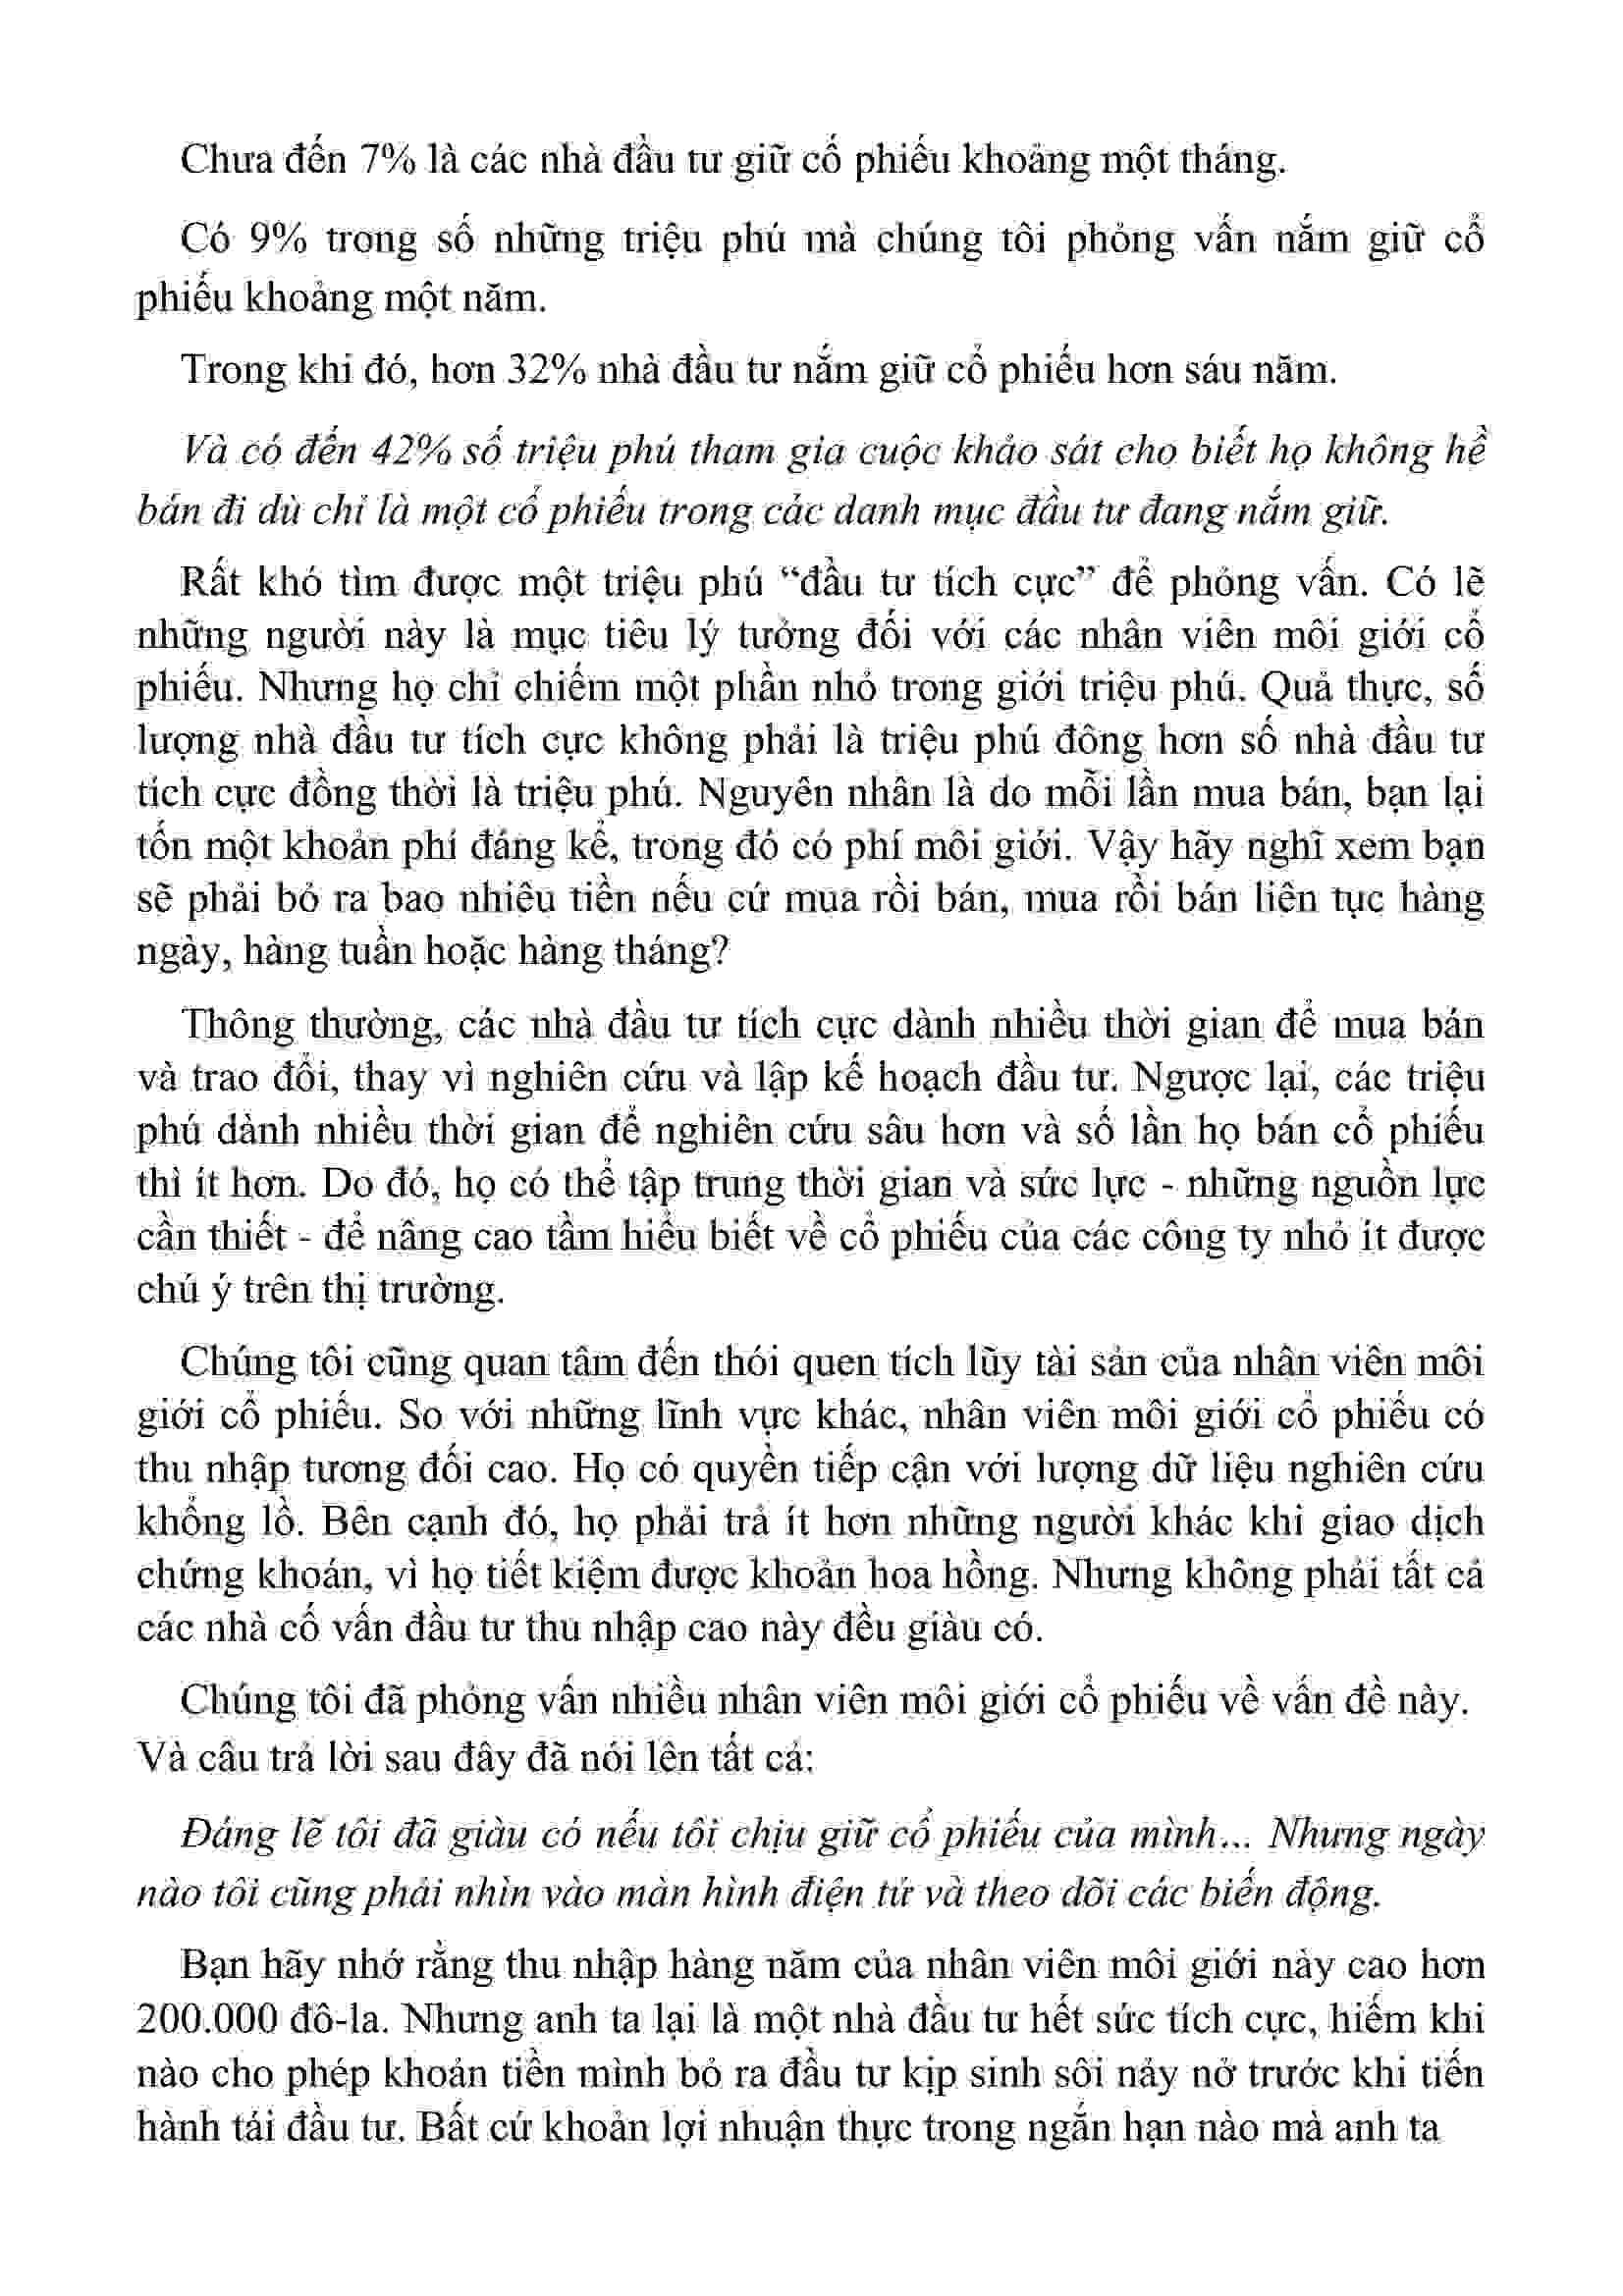 Chưa đến 7% là các nhà đầu tư giữ cổ phiếu khoảng một tháng.
Có 9% trong số những triệu phú mà chúng tôi phỏng vấn nắm giữ cổ
phiếu khoảng một năm.
Trong khi đó, hơn 32% nhà đầu tư nắm giữ cổ phiếu hơn sáu năm.
Và có đến 42% số triệu phú tham gia cuộc khảo sát cho biết họ không hề
bán đi dù chỉ là một cổ phiếu trong các danh mục đầu tư đang nắm giữ.
Rất khó tìm được một triệu phú “đầu tư tích cực” để phỏng vấn. Có lẽ
những người này là mục tiêu lý tưởng đối với các nhân viên môi giới cổ
phiếu. Nhưng họ chỉ chiếm một phần nhỏ trong giới triệu phú. Quả thực, số
lượng nhà đầu tư tích cực không phải là triệu phú đông hơn số nhà đầu tư
tích cực đồng thời là triệu phú. Nguyên nhân là do mỗi lần mua bán, bạn lại
tốn một khoản phí đáng kể, trong đó có phí môi giới. Vậy hãy nghĩ xem bạn
sẽ phải bỏ ra bao nhiêu tiền nếu cứ mua rồi bán, mua rồi bán liên tục hàng
ngày, hàng tuần hoặc hàng tháng?
Thông thường, các nhà đầu tư tích cực dành nhiều thời gian để mua bán
và trao đổi, thay vì nghiên cứu và lập kế hoạch đầu tư. Ngược lại, các triệu
phú dành nhiều thời gian để nghiên cứu sâu hơn và số lần họ bán cổ phiếu
thì ít hơn. Do đó, họ có thể tập trung thời gian và sức lực - những nguồn lực
cần thiết - để nâng cao tầm hiểu biết về cổ phiếu của các công ty nhỏ ít được
chú ý trên thị trường.
Chúng tôi cũng quan tâm đến thói quen tích lũy tài sản của nhân viên môi
giới cổ phiếu. So với những lĩnh vực khác, nhân viên môi giới cổ phiếu có
thu nhập tương đối cao. Họ có quyền tiếp cận với lượng dữ liệu nghiên cứu
khổng lồ. Bên cạnh đó, họ phải trả ít hơn những người khác khi giao dịch
chứng khoán, vì họ tiết kiệm được khoản hoa hồng. Nhưng không phải tất cả
các nhà cố vấn đầu tư thu nhập cao này đều giàu có.
Chúng tôi đã phỏng vấn nhiều nhân viên môi giới cổ phiếu về vấn đề này.
Và câu trả lời sau đây đã nói lên tất cả:
Đáng lẽ tôi đã giàu có nếu tôi chịu giữ cổ phiếu của mình... Nhưng ngày
nào tôi cũng phải nhìn vào màn hình điện tử và theo dõi các biến động.
Bạn hãy nhớ rằng thu nhập hàng năm của nhân viên môi giới này cao hơn
200.000 đô-la. Nhưng anh ta lại là một nhà đầu tư hết sức tích cực, hiếm khi
nào cho phép khoản tiền mình bỏ ra đầu tư kịp sinh sôi nảy nở trước khi tiến
hành tái đầu tư. Bất cứ khoản lợi nhuận thực trong ngắn hạn nào mà anh ta